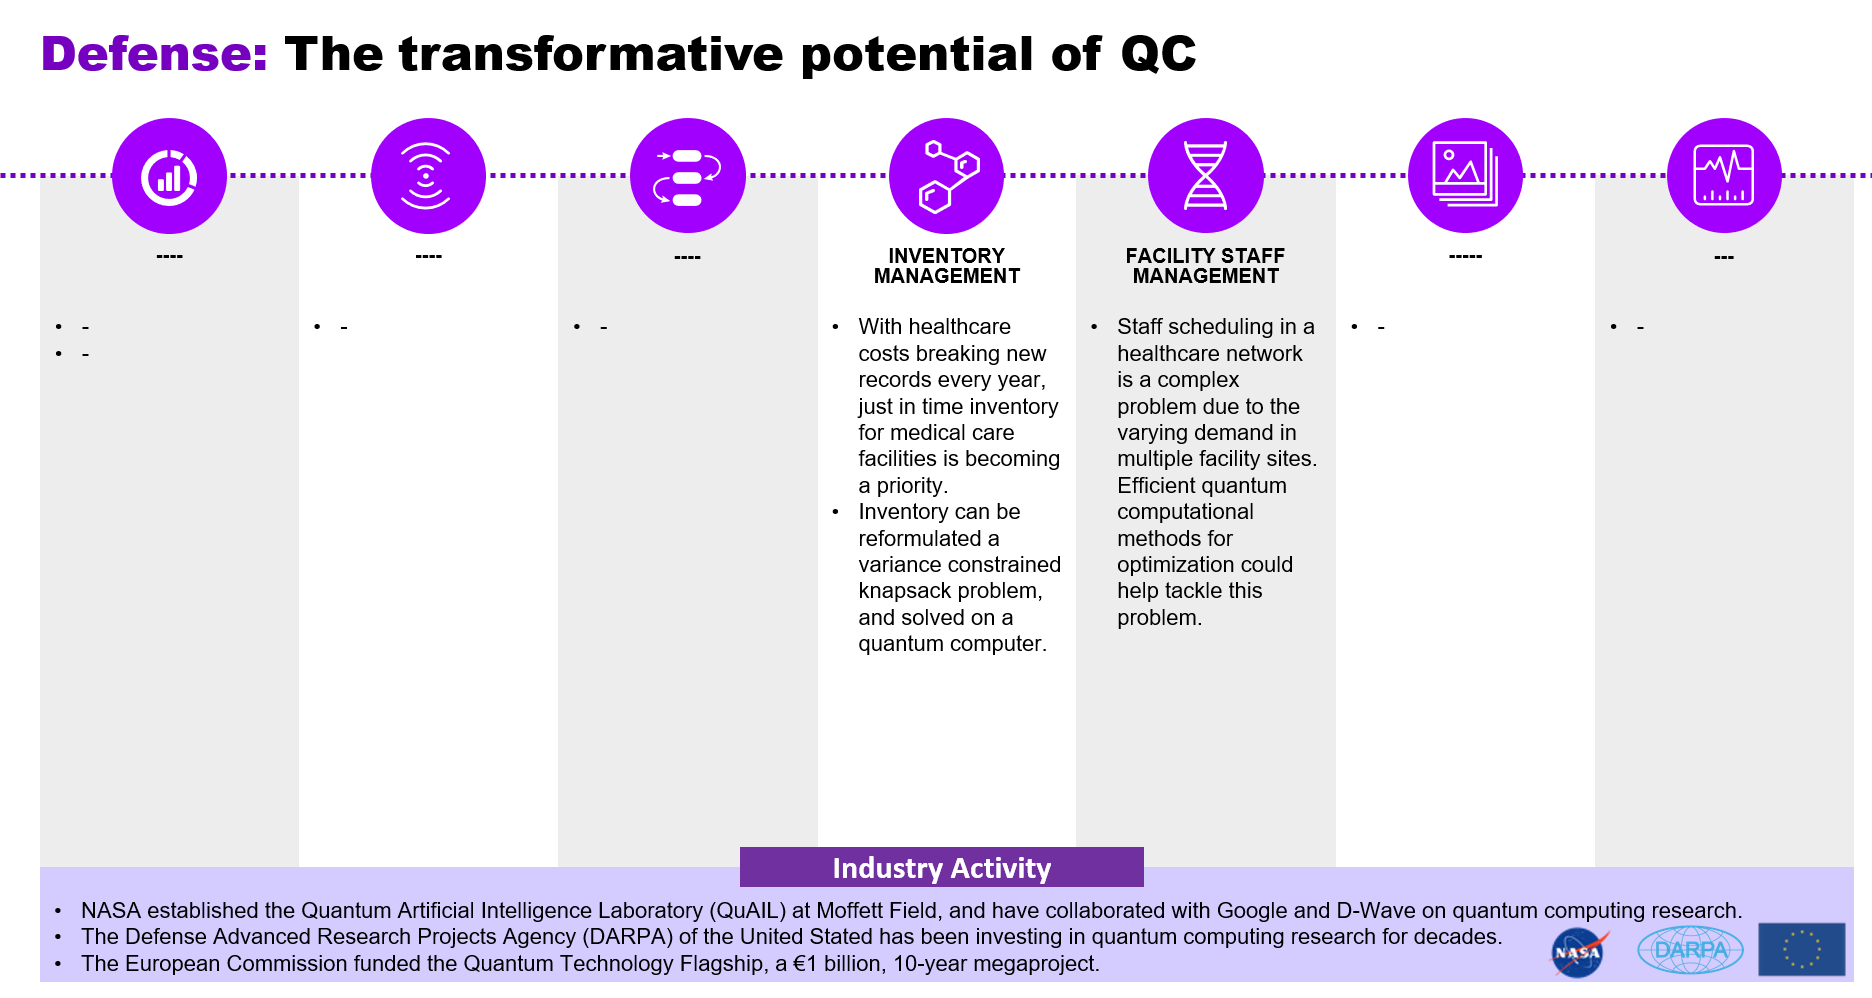 Defense: The transformative potential of QC
----
• -
• -
----
• -
----
• -
INVENTORY
MANAGEMENT
• With healthcare
costs breaking new
records every year,
just in time inventory
for medical care
facilities is becoming
a priority.
• Inventory can be
reformulated a
variance constrained
knapsack problem,
and solved on a
quantum computer.
FACILITY STAFF
MANAGEMENT
• Staff scheduling in a
healthcare network
is a complex
problem due to the
varying demand in
multiple facility sites.
Efficient quantum
computational
methods for
optimization could
help tackle this
problem.
-----
• -
---
• -
Industry Activity
• NASA established the Quantum Artificial Intelligence Laboratory (QuAIL) at Moffett Field, and have collaborated with Google and D-Wave on quantum computing research.
• The Defense Advanced Research Projects Agency (DARPA) of the United Stated has been investing in quantum computing research for decades.
• The European Commission funded the Quantum Technology Flagship, a €1 billion, 10-year megaproject.
NASA
DARPA